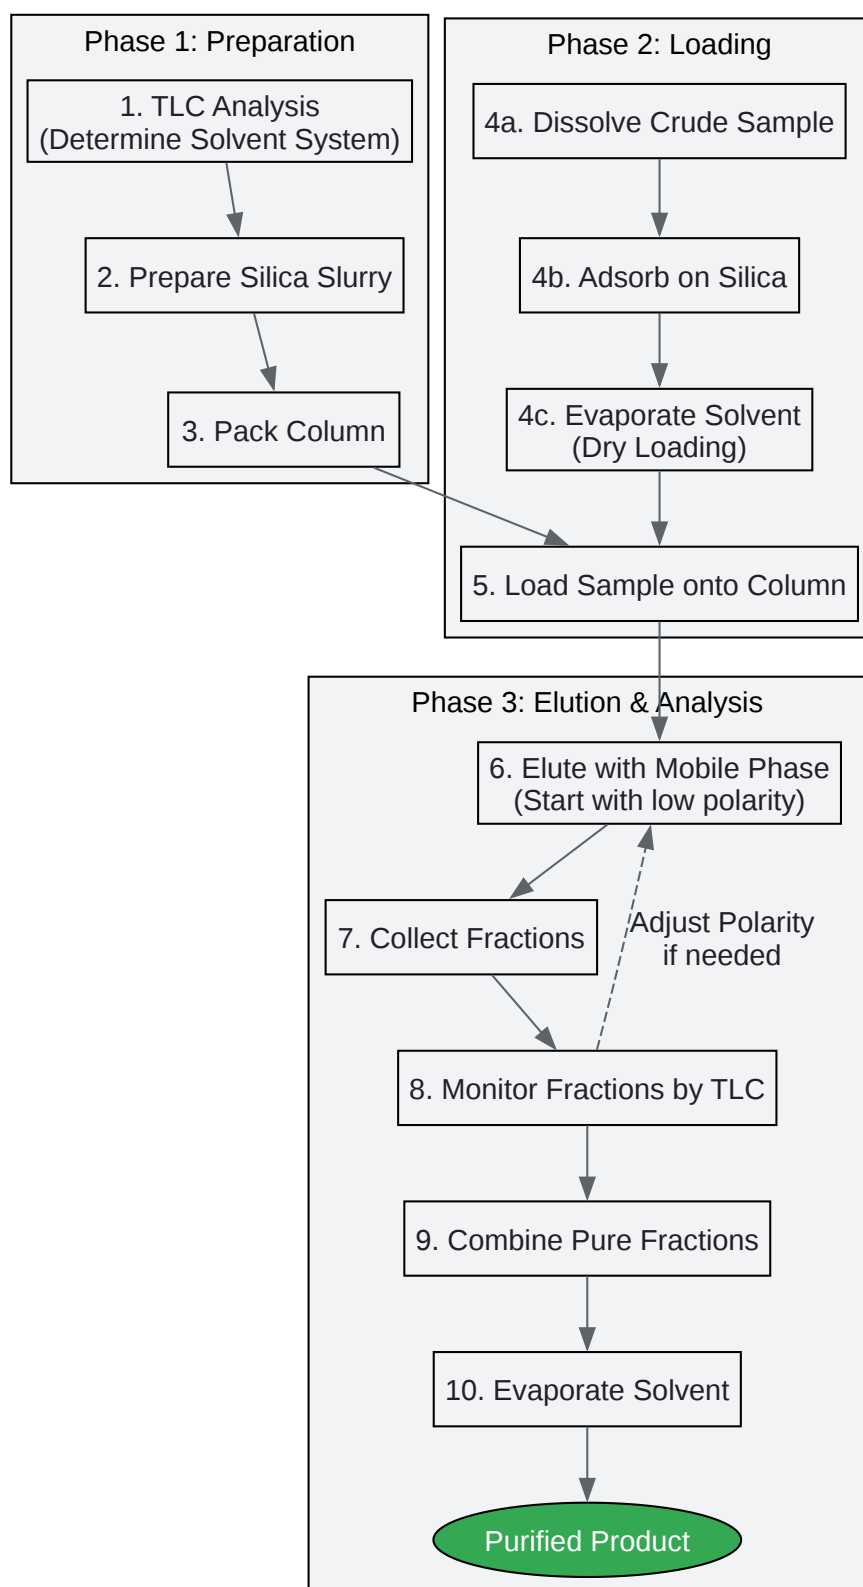 Phase 1: Preparation
1. TLC Analysis
(Determine Solvent System)
2. Prepare Silica Slurry
3. Pack Column
Phase 2: Loading
4a. Dissolve Crude Sample
4b. Adsorb on Silica
4c. Evaporate Solvent
(Dry Loading)
5. Load Sample onto Column
Phase 3: Elution & Analysis
6. Elute with Mobile Phase
(Start with low polarity)
7. Collect Fractions
Adjust Polarity
if needed
8. Monitor Fractions by TLC
9. Combine Pure Fractions
10. Evaporate Solvent
Purified Product